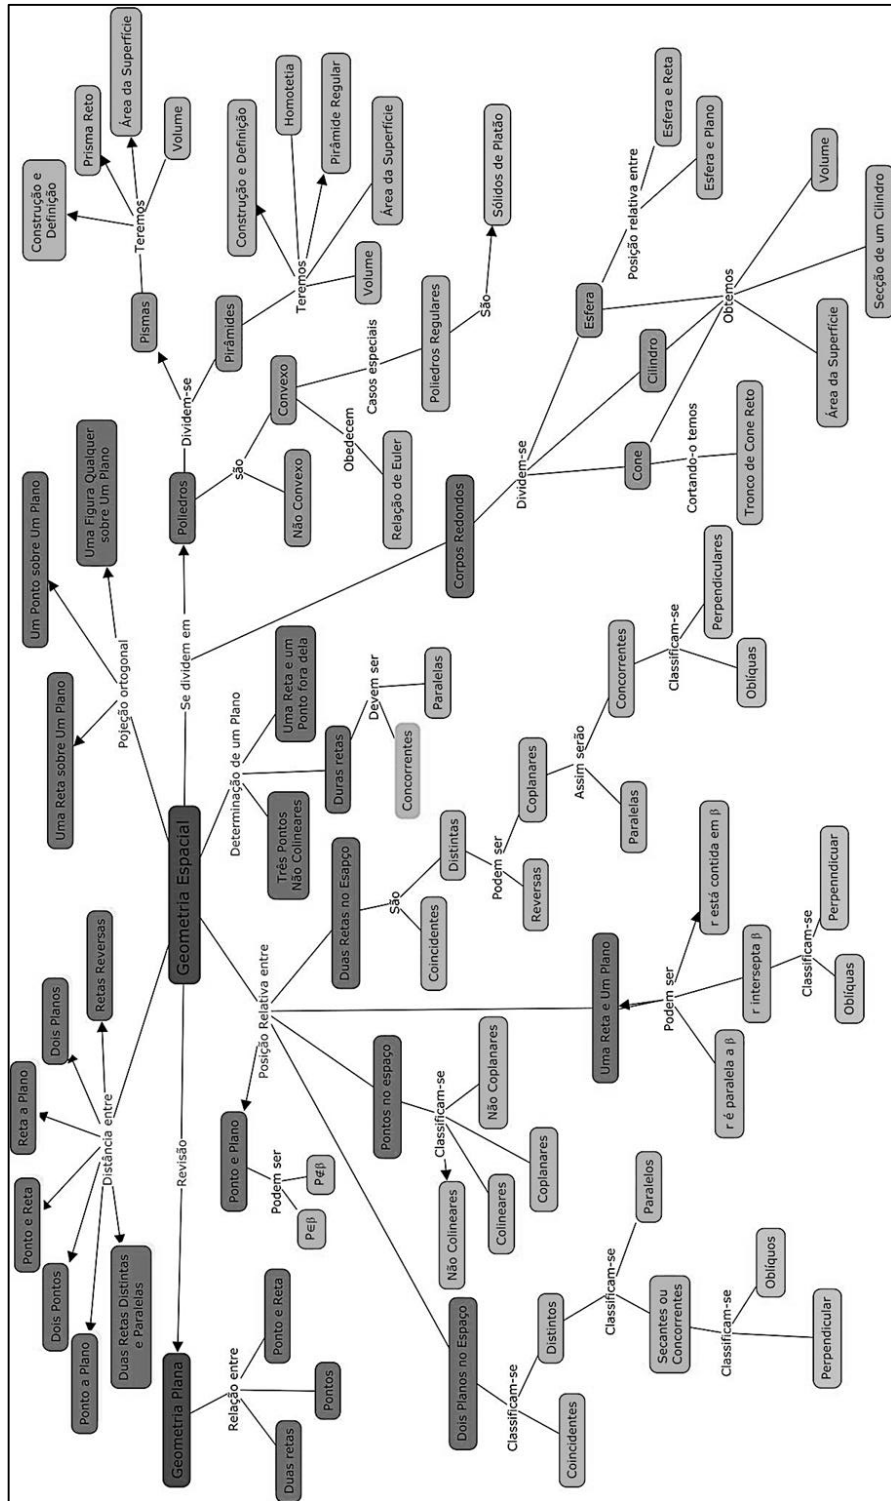 Geometria Espacial
Revisão
Geometria Plana
Relação entre
Duas retas
Pontos
Ponto e Reta
Distância entre
Duas Retas Distintas
e Paralelas
Ponto a Plano
Dois Pontos
Ponto e Reta
Reta a Plano
Dois Planos
Retas Reversas
Pojeção ortogonal
Uma Reta sobre Um Plano
Um Ponto sobre Um Plano
Uma Figura Qualquer
sobre Um Plano
Se dividem em
Poliedros
Dividem-se
Pismas
Teremos
Construção e
Definição
Prisma Reto
Área da Superfície
Volume
Pirâmides
Teremos
Construção e Definição
Homotetia
Pirâmide Regular
Área da Superfície
Volume
são
Não Convexo
Convexo
Obedecem
Relação de Euler
Casos especiais
Poliedros Regulares
São
Sólidos de Platão
Corpos Redondos
Dividem-se
Cone
Cilindro
Esfera
Cortando-o temos
Tronco de Cone Reto
Posição relativa entre
Esfera e Reta
Esfera e Plano
Obtemos
Área da Superfície
Secção de um Cilindro
Volume
Determinação de um Plano
Três Pontos
Não Colineares
Duras retas
Uma Reta e um
Ponto fora dela
Devem ser
Concorrentes
Paralelas
Posição Relativa entre
Ponto e Plano
Podem ser
P∈β
P∉β
Pontos no espaço
Classificam-se
Não Colineares
Colineares
Coplanares
Não Coplanares
Dois Planos no Espaço
Classificam-se
Coincidentes
Distintos
Classificam-se
Secantes ou
Concorrentes
Paralelos
Classificam-se
Perpendicular
Oblíquos
Uma Reta e Um Plano
Podem ser
r é paralela a β
r intersepta β
r está contida em β
Classificam-se
Oblíquas
Perpenndicuar
Duas Retas no Esapço
São
Coincidentes
Distintas
Podem ser
Reversas
Coplanares
Assim serão
Paralelas
Concorrentes
Classificam-se
Oblíquas
Perpendiculares